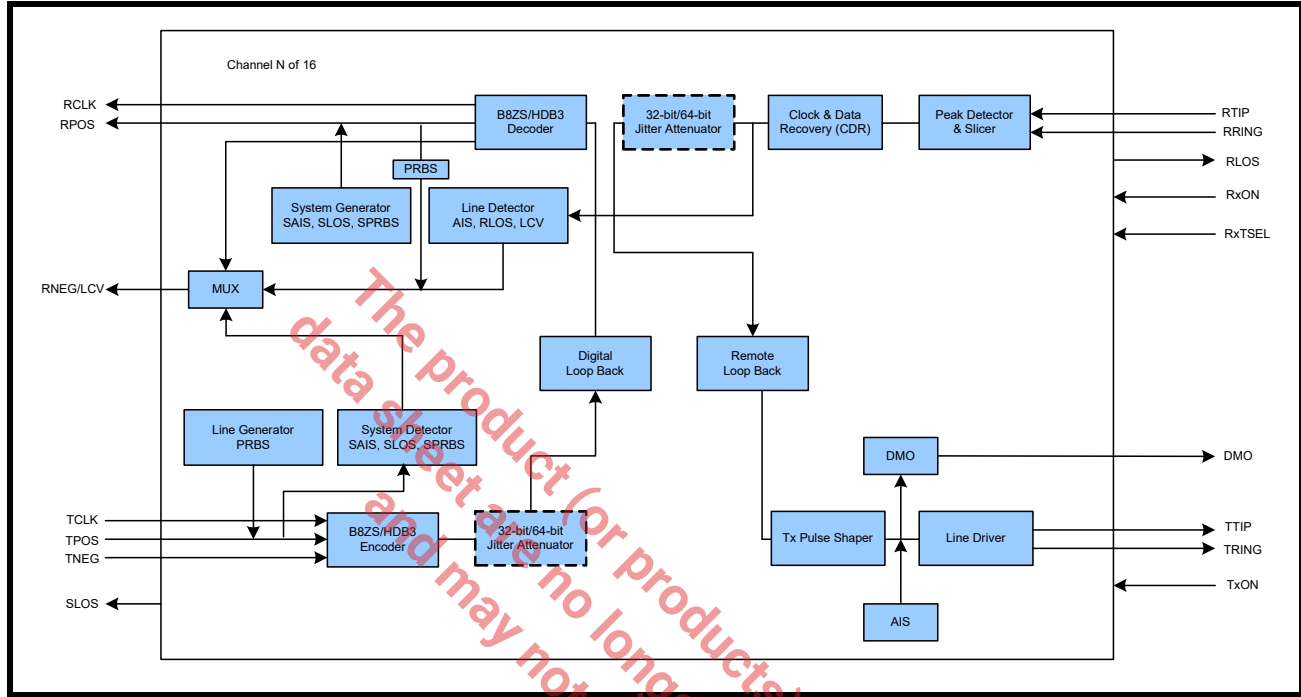 Channel N of 16
RCLK
RPOS
B8ZS/HDB3
Decoder
32-bit/64-bit
Jitter Attenuator
Clock & Data
Recovery (CDR)
Peak Detector
& Slicer
RTIP
RRING
RLOS
RxON
RxTSEL
PRBS
System Generator
SAIS, SLOS, SPRBS
Line Detector
AIS, RLOS, LCV
RNEG/LCV
MUX
Digital
Loop Back
Remote
Loop Back
Line Generator
PRBS
System Detector
SAIS, SLOS, SPRBS
DMO
DMO
TCLK
TPOS
TNEG
B8ZS/HDB3
Encoder
32-bit/64-bit
Jitter Attenuator
Tx Pulse Shaper
Line Driver
TTIP
TRING
TxON
SLOS
AIS
The product (or products)
data sheet are no longe
and may not